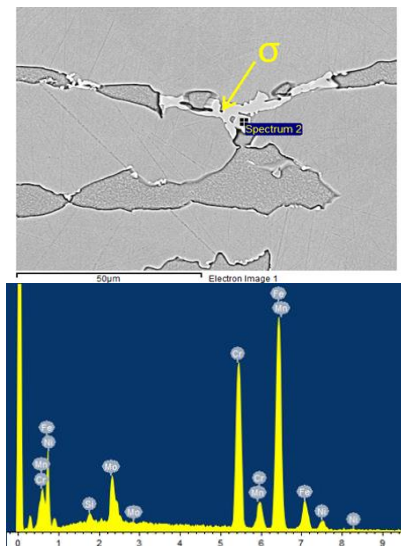 σ
Spectrum 2
50μm Electron Image 1
Fe
Mn
Cr
Fe
Ni
Mn
Cr
Mo
Si
Mo
Cr
Mn
Fe
Ni
Ni
0 1 2 3 4 5 6 7 8 9